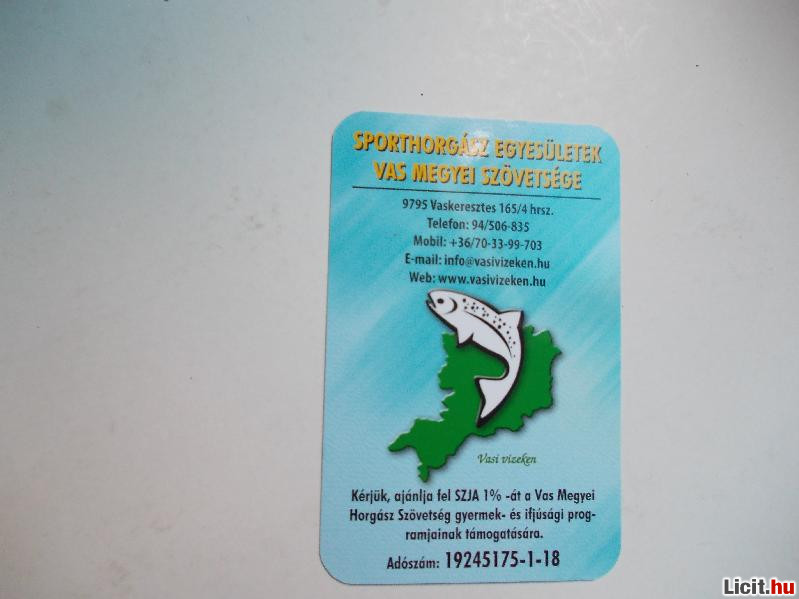 SPORTHORGÁSZ EGYESÜLETEK
VAS MEGYEI SZÖVETSÉGE
9795 Vaskeresztes 165/4 hrsz.
Telefon: 94/506-835
Mobil: +36/70-33-99-703
E-mail: info@vasivizeken.hu
Web: www.vasivizeken.hu
Vasi vizeken
Kérjük, ajánlja fel SZJA 1% -át a Vas Megyei
Horgász Szövetség gyermek- és ifjúsági prog-
ramjainak támogatására.
Adószám: 19245175-1-18
Licit.hu